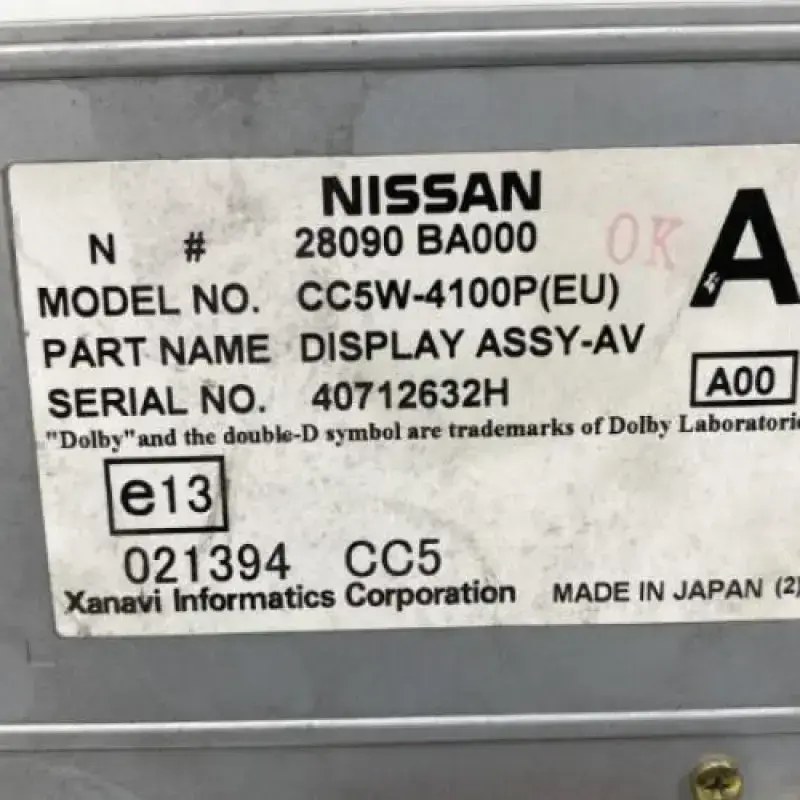 NISSAN
N # 28090 BA000 OK A
MODEL NO. CC5W-4100P(EU)
PART NAME DISPLAY ASSY-AV
SERIAL NO. 40712632H A00
"Dolby" and the double-D symbol are trademarks of Dolby Laboratorie
e13
021394 CC5
Xanavi Informatics Corporation MADE IN JAPAN (2)